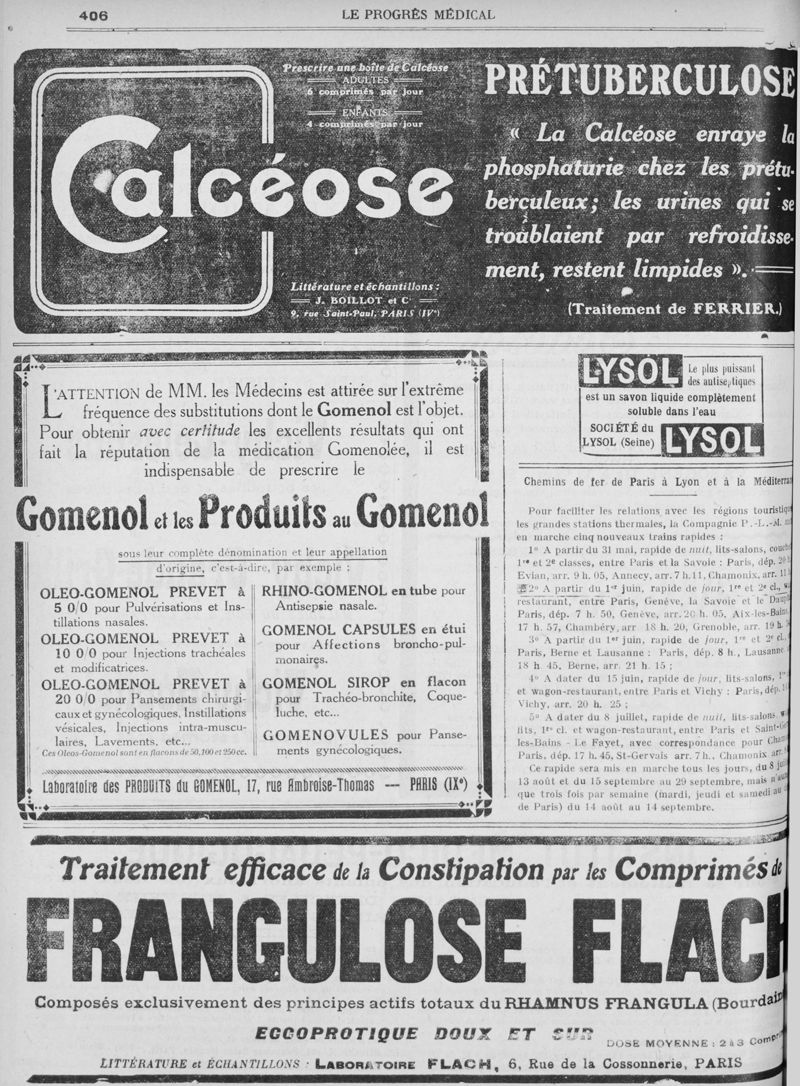 406
LE PROGRÈS MÉDICAL
Calcéose
Prescrire une boîte de Calcéose
ADULTES
6 comprimés par jour
ENFANTS
4 comprimés par jour
Littérature et échantillons :
J. BOILLOT et Cⁱᵉ
9, rue Saint-Paul, PARIS (IVᵉ)
PRÉTUBERCULOSE
« La Calcéose enraye la
phosphaturie chez les prétu-
berculeux; les urines qui se
troublaient par refroidisse-
ment, restent limpides ».
(Traitement de FERRIER.)
L'ATTENTION de MM. les Médecins est attirée sur l'extrême
fréquence des substitutions dont le Gomenol est l'objet.
Pour obtenir avec certitude les excellents résultats qui ont
fait la réputation de la médication Gomenolée, il est
indispensable de prescrire le
Gomenol et les Produits au Gomenol
sous leur complète dénomination et leur appellation
d'origine, c'est-à-dire, par exemple :
OLEO-GOMENOL PREVET à
5 0/0 pour Pulvérisations et Ins-
tillations nasales.
OLEO-GOMENOL PREVET à
10 0/0 pour Injections trachéales
et modificatrices.
OLEO-GOMENOL PREVET à
20 0/0 pour Pansements chirurgi-
caux et gynécologiques, Instillations
vésicales, Injections intra-muscu-
laires, Lavements, etc...
Ces Oleos-Gomenol sont en flacons de 50, 100 et 250 cc.
RHINO-GOMENOL en tube pour
Antisepsie nasale.
GOMENOL CAPSULES en étui
pour Affections broncho-pul-
monaires.
GOMENOL SIROP en flacon
pour Trachéo-bronchite, Coque-
luche, etc...
GOMENOVULES pour Panse-
ments gynécologiques.
Laboratoire des PRODUITS du GOMENOL, 17, rue Ambroise-Thomas — PARIS (IXᵉ)
LYSOL
Le plus puissant
des antiseptiques
est un savon liquide complètement
soluble dans l'eau
SOCIÉTÉ du
LYSOL (Seine)
LYSOL
Chemins de fer de Paris à Lyon et à la Méditerran
Pour faciliter les relations avec les régions touristique
les grandes stations thermales, la Compagnie P.-L.-M. met
en marche cinq nouveaux trains rapides :
1º A partir du 31 mai, rapide de nuit, lits-salons, couche
1ʳᵉ et 2ᵉ classes, entre Paris et la Savoie : Paris, dép. 20 h
Evian, arr. 9 h. 05, Annecy, arr. 7 h. 11, Chamonix, arr. 11
2º A partir du 1ᵉʳ juin, rapide de jour, 1ʳᵉ et 2ᵉ cl.,
restaurant, entre Paris, Genève, la Savoie et le Dauph
Paris, dép. 7 h. 50, Genève, arr. 20 h. 05, Aix-les-Bains,
17 h. 57, Chambéry, arr 18 h. 20, Grenoble, arr. 19 h.
3º A partir du 1ᵉʳ juin, rapide de jour, 1ʳᵉ et 2ᵉ cl.,
Paris, Berne et Lausanne : Paris, dép. 8 h., Lausanne
18 h. 45, Berne, arr. 21 h. 15 ;
4º A dater du 15 juin, rapide de jour, lits-salons,
et wagon-restaurant, entre Paris et Vichy : Paris, dép.
Vichy, arr. 20 h. 25 ;
5º A dater du 8 juillet, rapide de nuit, lits-salons,
lits, 1ʳᵉ cl. et wagon-restaurant, entre Paris et Saint-
les-Bains - Le Fayet, avec correspondance pour
Paris, dép. 17 h. 45, St-Gervais arr. 7 h., Chamonix arr.
Ce rapide sera mis en marche tous les jours, du 8
13 août et du 15 septembre au 29 septembre, mais
que trois fois par semaine (mardi, jeudi et samedi au
de Paris) du 14 août au 14 septembre.
Traitement efficace de la Constipation par les Comprimés de
FRANGULOSE FLACH
Composés exclusivement des principes actifs totaux du RHAMNUS FRANGULA (Bourdain
ECCOPROTIQUE DOUX ET SUR
DOSE MOYENNE : 2 à 3 Compr
LITTÉRATURE et ÉCHANTILLONS : LABORATOIRE FLACH, 6, Rue de la Cossonnerie, PARIS